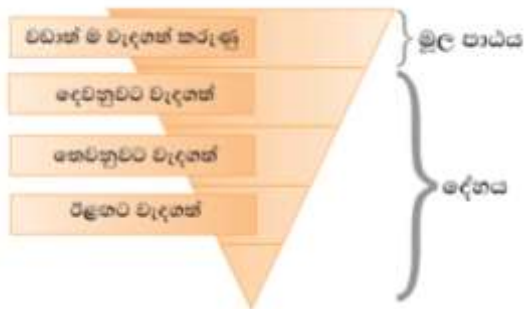 වඩාත් ම වැදගත් කරුණු
මූල පාඨය
දෙවනුවට වැදගත්
තෙවනුවට වැදගත්
දේහය
ඊළඟට වැදගත්